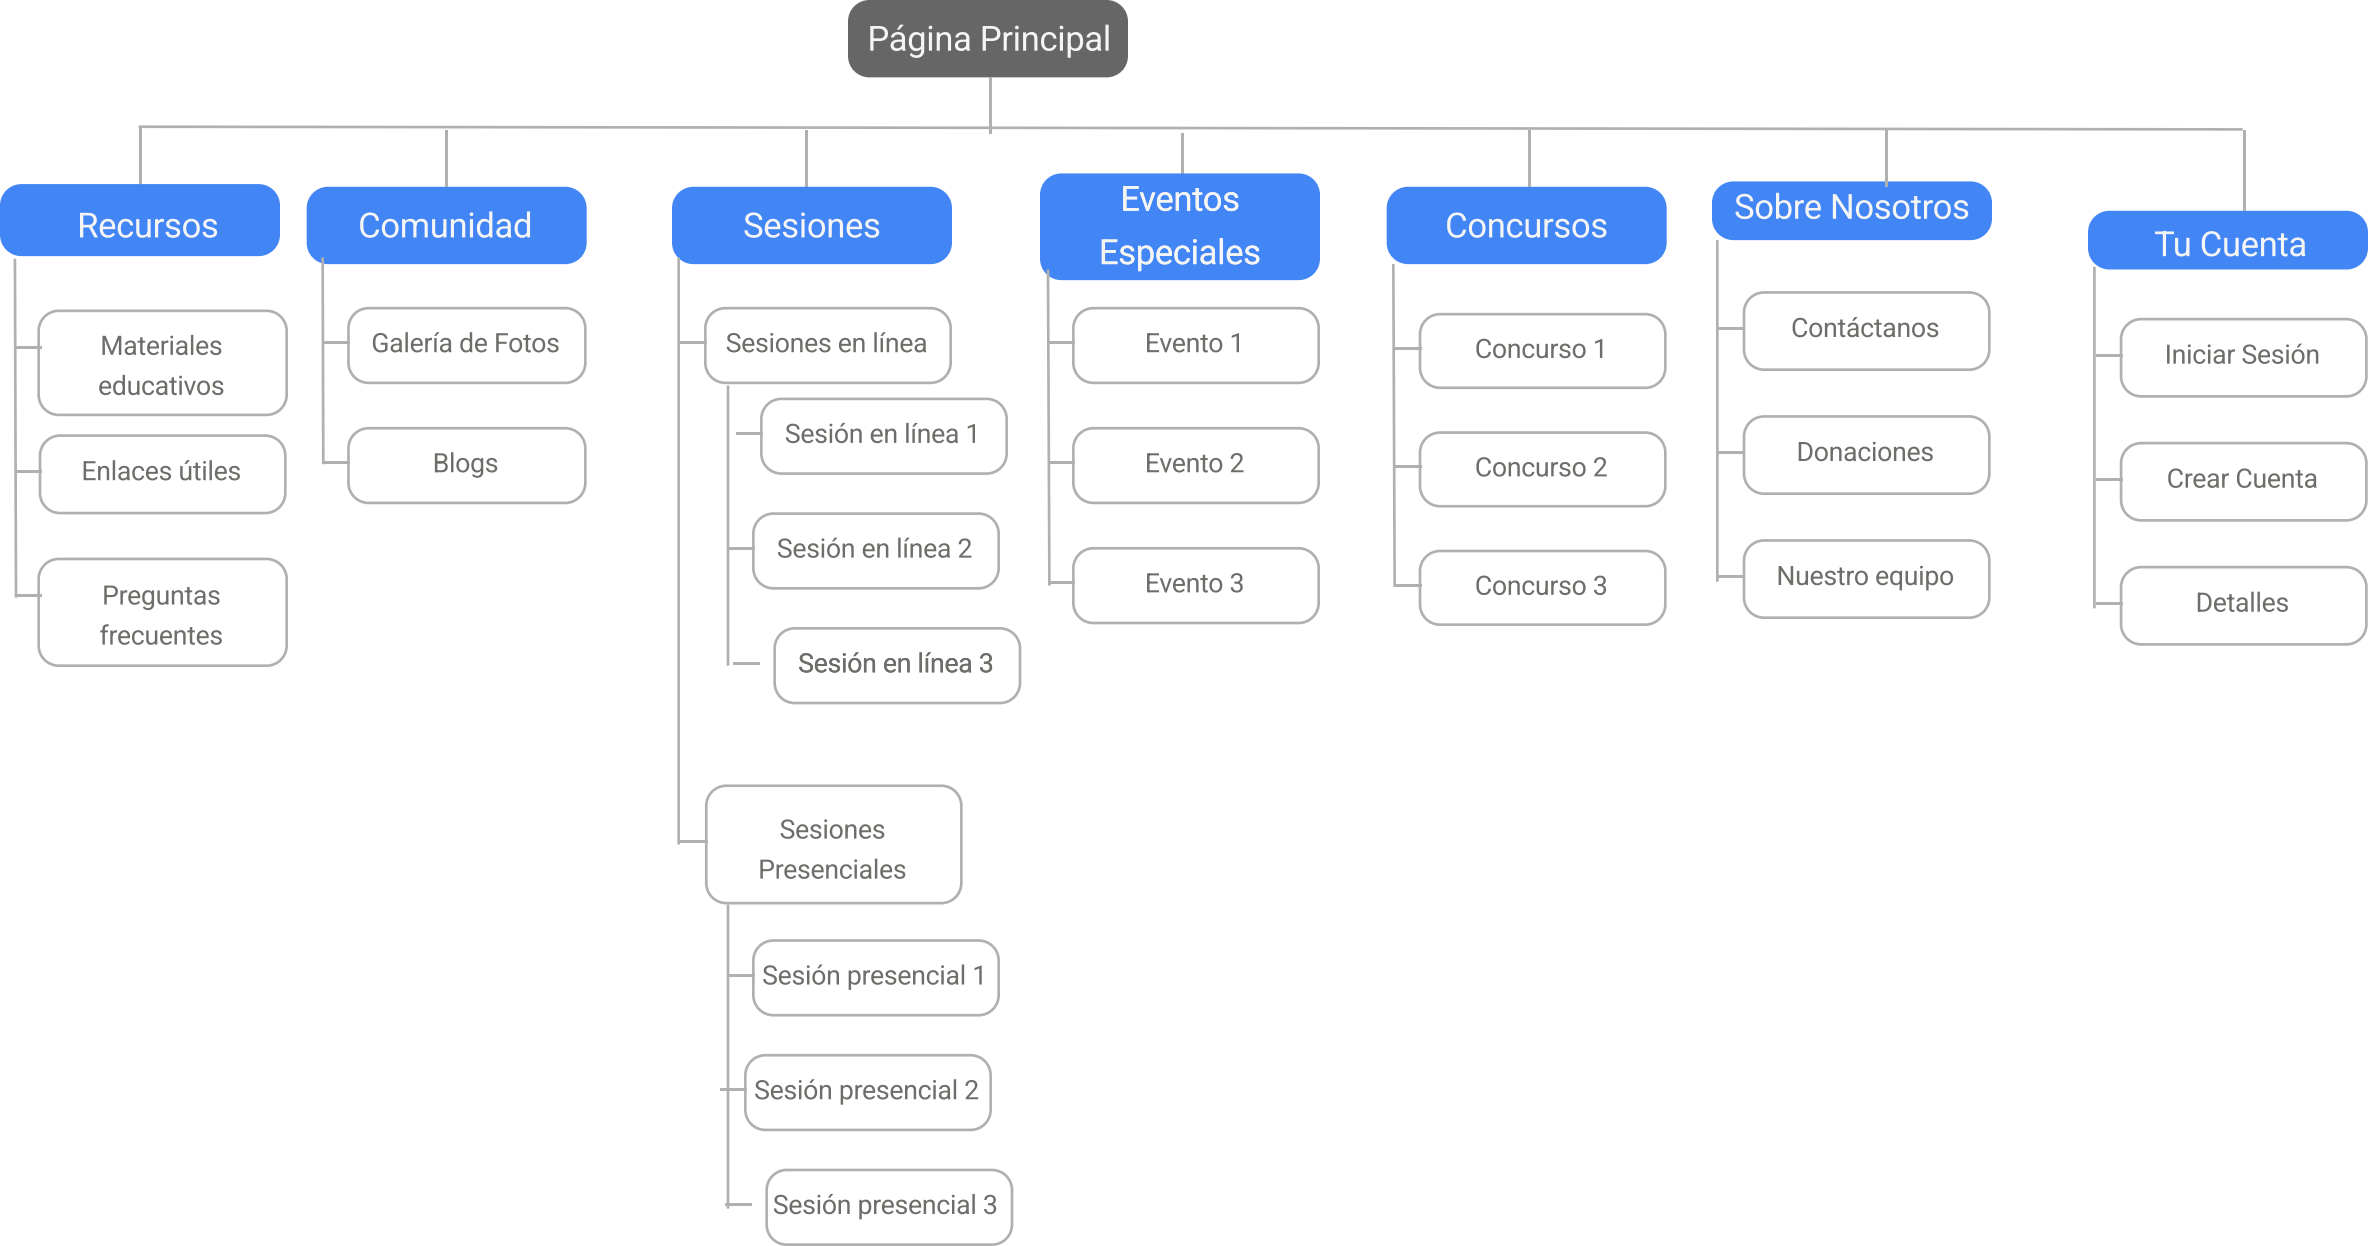 Página Principal
Recursos
Materiales
educativos
Enlaces útiles
Preguntas
frecuentes
Comunidad
Galería de Fotos
Blogs
Sesiones
Sesiones en línea
Sesión en línea 1
Sesión en línea 2
Sesión en línea 3
Sesiones
Presenciales
Sesión presencial 1
Sesión presencial 2
Sesión presencial 3
Eventos
Especiales
Evento 1
Evento 2
Evento 3
Concursos
Concurso 1
Concurso 2
Concurso 3
Sobre Nosotros
Contáctanos
Donaciones
Nuestro equipo
Tu Cuenta
Iniciar Sesión
Crear Cuenta
Detalles